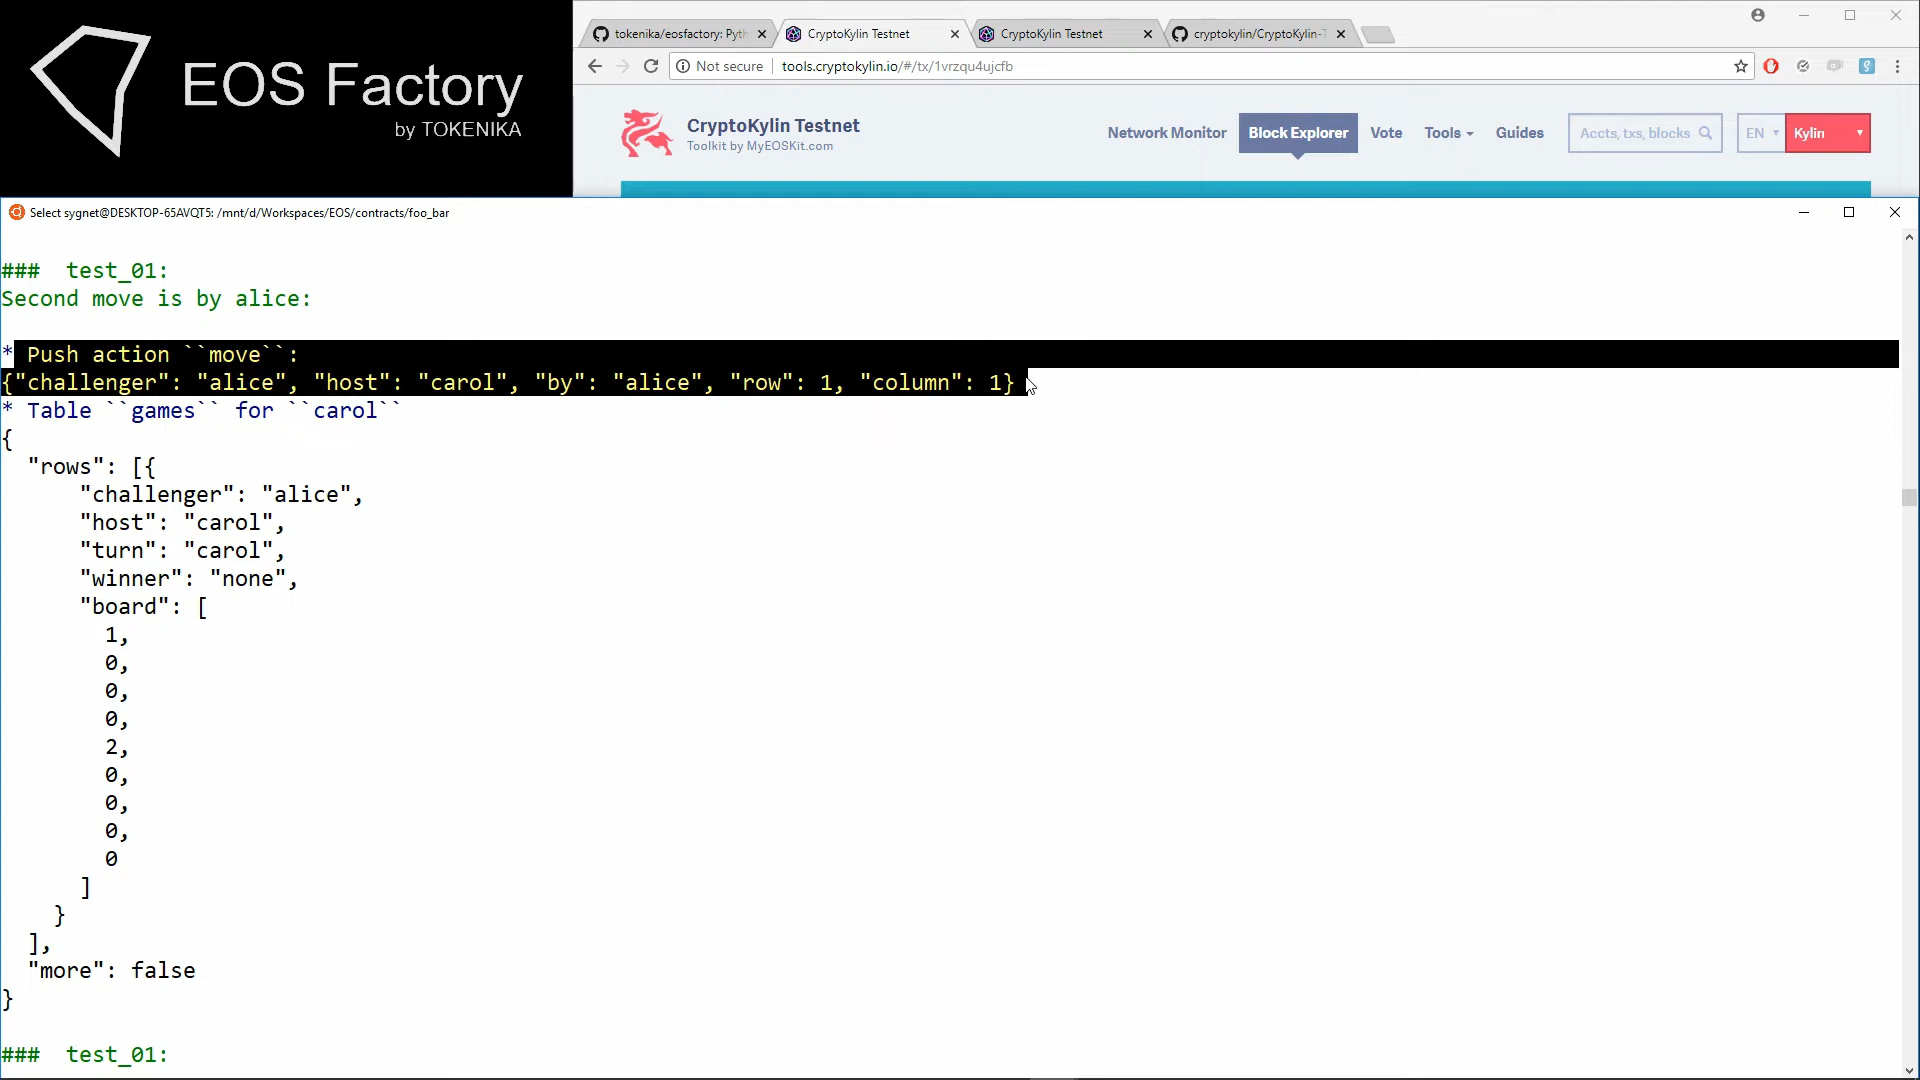 EOS Factory
by TOKENIKA
tokenika/eosfactory: Pyth
CryptoKylin Testnet
CryptoKylin Testnet
cryptokylin/CryptoKylin-T
Not secure
tools.cryptokylin.io/#/tx/1vrzqu4ujcfb
CryptoKylin Testnet
Toolkit by MyEOSKit.com
Network Monitor
Block Explorer
Vote
Tools
Guides
Accts, txs, blocks
EN
Kylin
Select sygnet@DESKTOP-65AVQT5: /mnt/d/Workspaces/EOS/contracts/foo_bar
### test_01:
Second move is by alice:
* Push action ``move``:
{"challenger": "alice", "host": "carol", "by": "alice", "row": 1, "column": 1}
* Table ``games`` for ``carol``
{
"rows": [{
"challenger": "alice",
"host": "carol",
"turn": "carol",
"winner": "none",
"board": [
1,
0,
0,
0,
2,
0,
0,
0,
0
]
}
],
"more": false
}
### test_01: